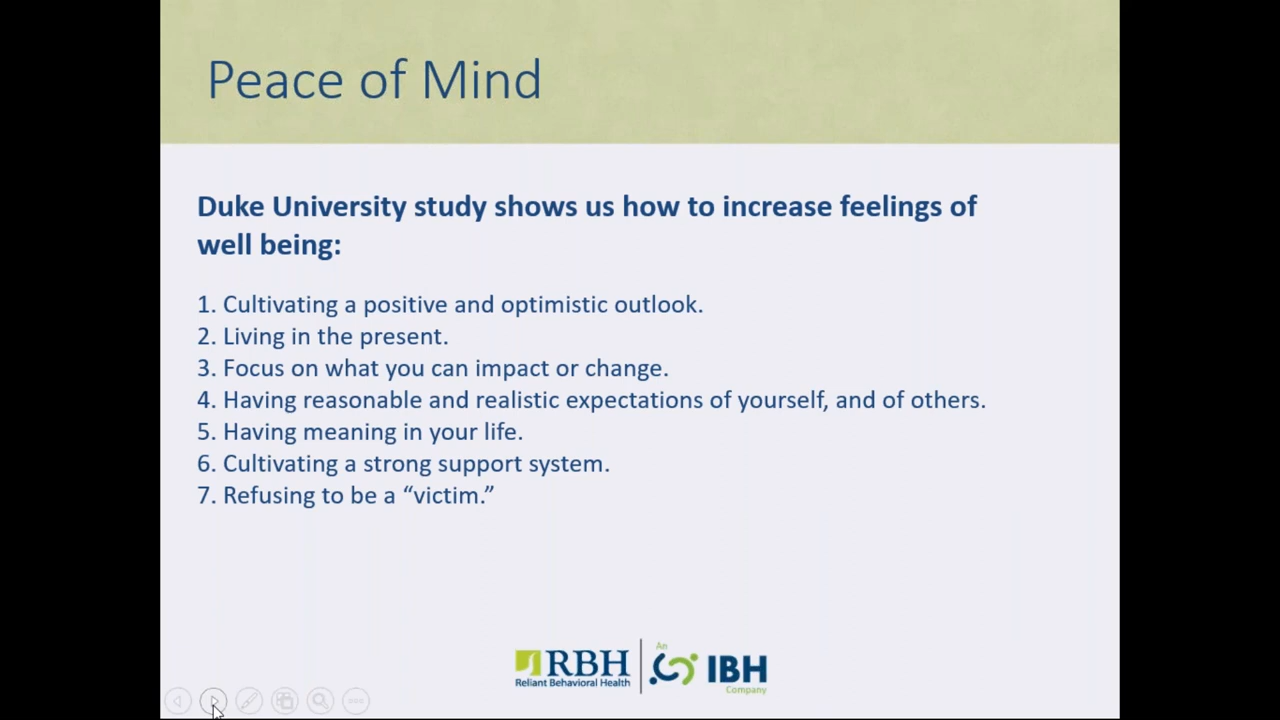 Peace of Mind
Duke University study shows us how to increase feelings of
well being:
1. Cultivating a positive and optimistic outlook.
2. Living in the present.
3. Focus on what you can impact or change.
4. Having reasonable and realistic expectations of yourself, and of others.
5. Having meaning in your life.
6. Cultivating a strong support system.
7. Refusing to be a “victim.”
RBH
Reliant Behavioral Health
An
IBH
Company